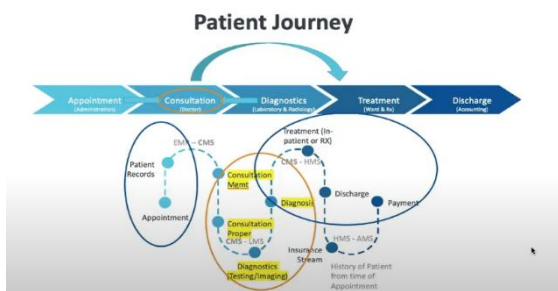 Patient Journey
Appointment
(Administration)
Consultation
(Doctor)
Diagnostics
(Laboratory & Radiology)
Treatment
(Ward & Rx)
Discharge
(Accounting)
EMR - CMS
Patient
Records
Appointment
Consultation
Mgmt
Consultation
Proper
CMS - LMS
Diagnostics
(Testing/Imaging)
Diagnosis
Treatment (In-
patient or RX)
CMS - HMS
Discharge
Payment
Insurance
Stream
HMS - AMS
History of Patient
from time of
Appointment